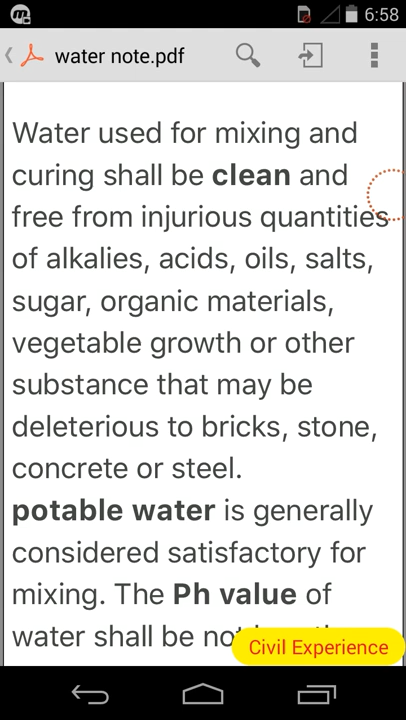 6:58
water note.pdf
Water used for mixing and
curing shall be clean and
free from injurious quantities
of alkalies, acids, oils, salts,
sugar, organic materials,
vegetable growth or other
substance that may be
deleterious to bricks, stone,
concrete or steel.
potable water is generally
considered satisfactory for
mixing. The Ph value of
water shall be not
Civil Experience